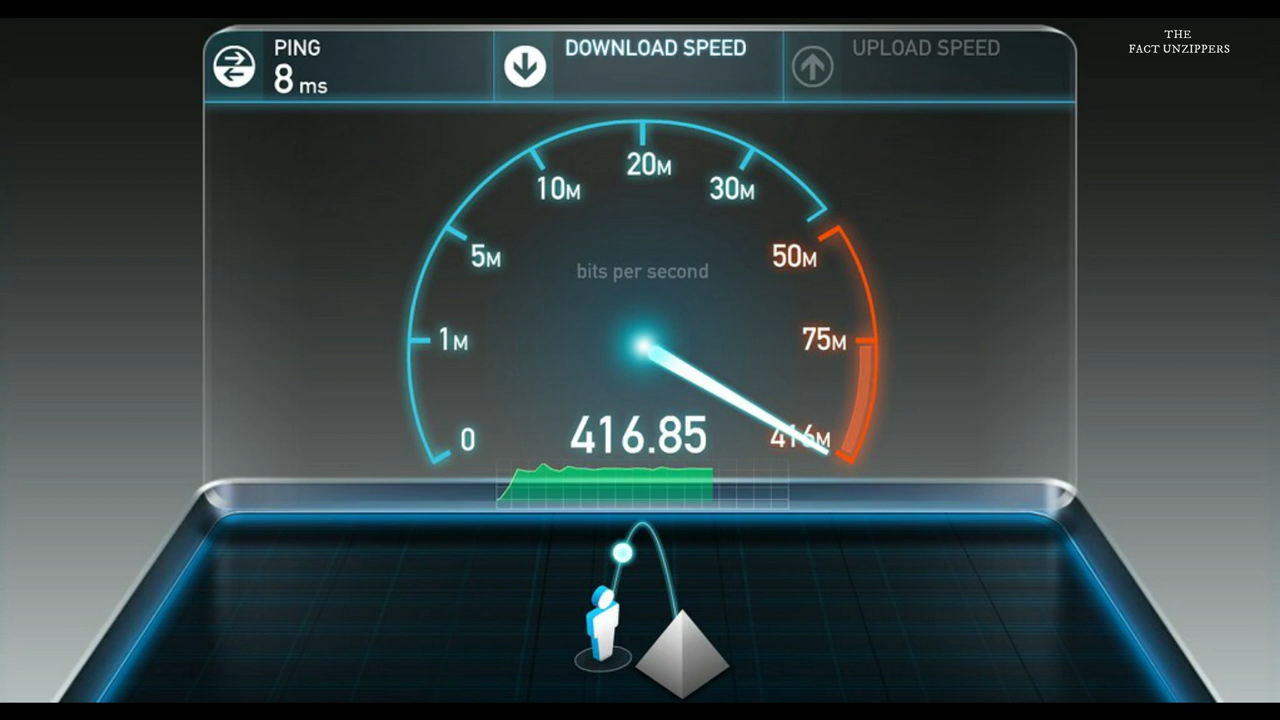 PING
8 ms
DOWNLOAD SPEED
UPLOAD SPEED
THE
FACT UNZIPPERS
20M
10M
30M
5M
50M
bits per second
1M
75M
0
416.85
416M